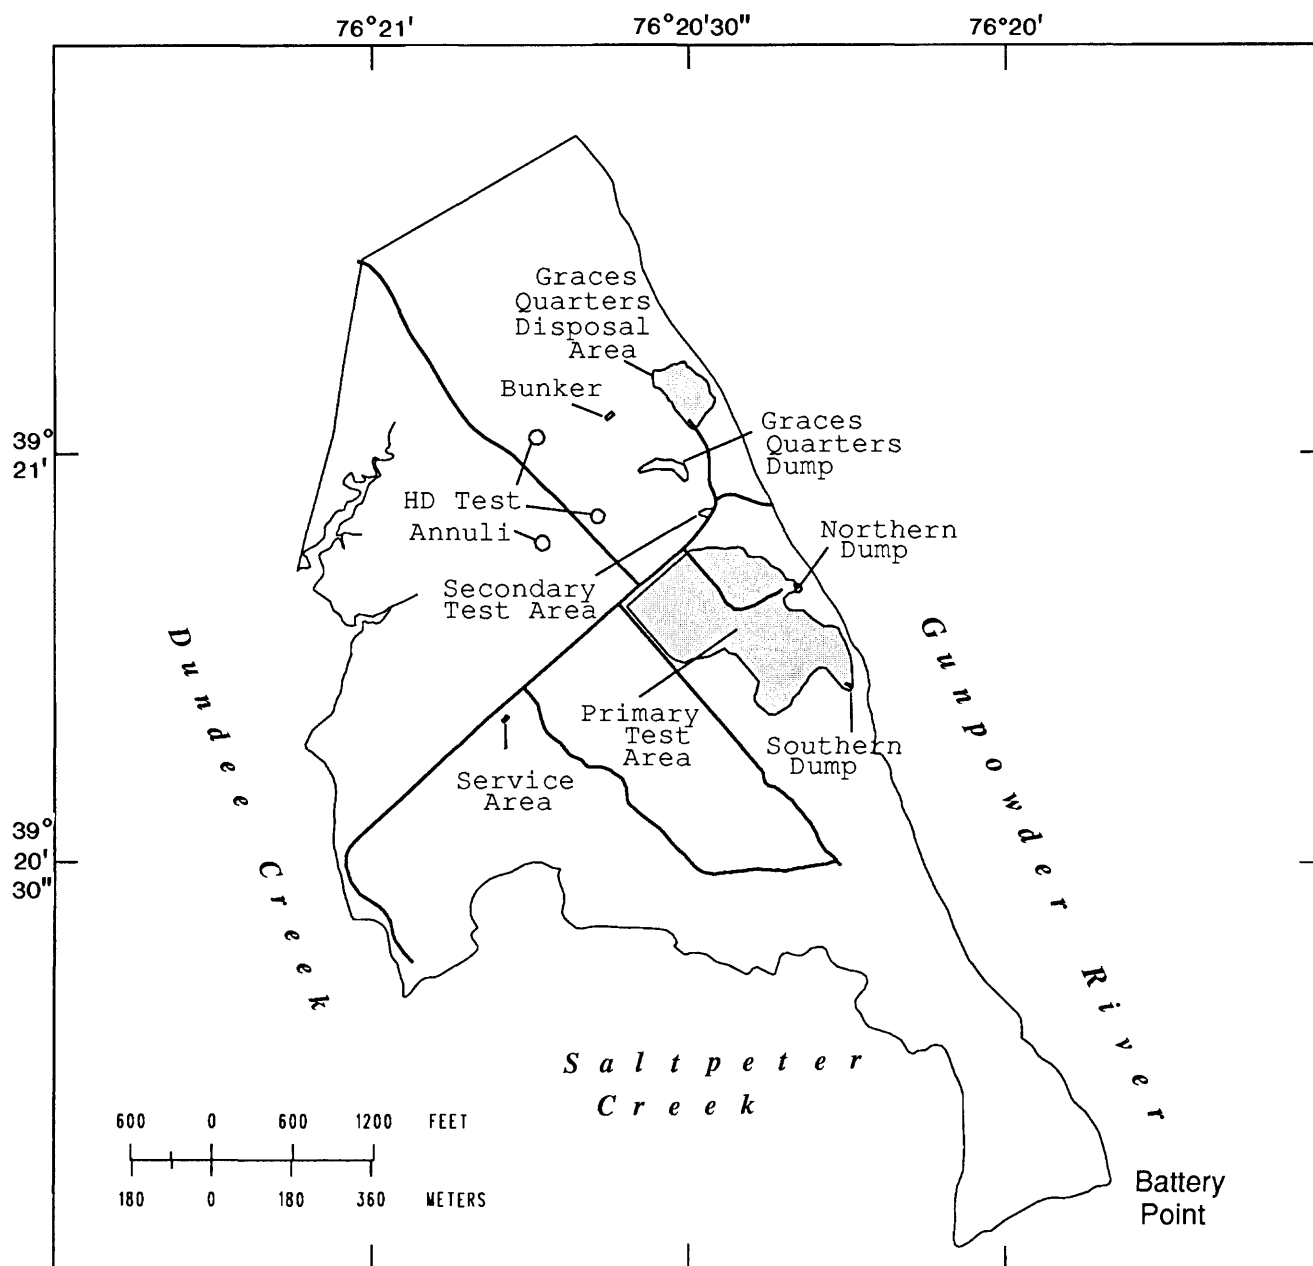 76°21'
76°20'30"
76°20'
Graces
Quarters
Disposal
Area
Bunker
Graces
Quarters
Dump
39°
21'
HD Test
Annuli
Northern
Dump
Secondary
Test Area
Dundee Creek
Gunpowder River
Primary
Test
Area
Southern
Dump
Service
Area
39°
20'
30"
Saltpeter
Creek
600 0 600 1200 FEET
180 0 180 360 METERS
Battery
Point